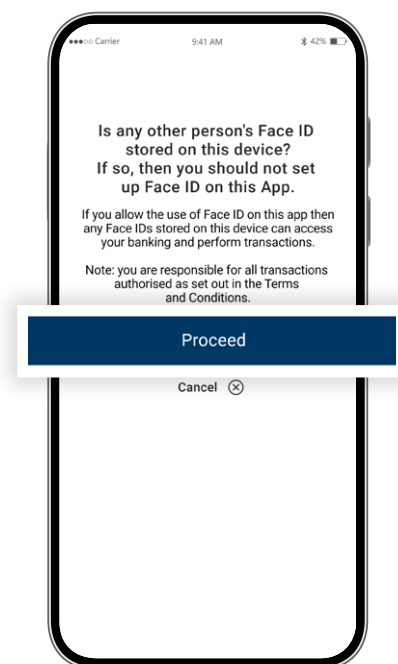 Carrier 9:41 AM 42%
Is any other person's Face ID
stored on this device?
If so, then you should not set
up Face ID on this App.
If you allow the use of Face ID on this app then
any Face IDs stored on this device can access
your banking and perform transactions.
Note: you are responsible for all transactions
authorised as set out in the Terms
and Conditions.
Proceed
Cancel